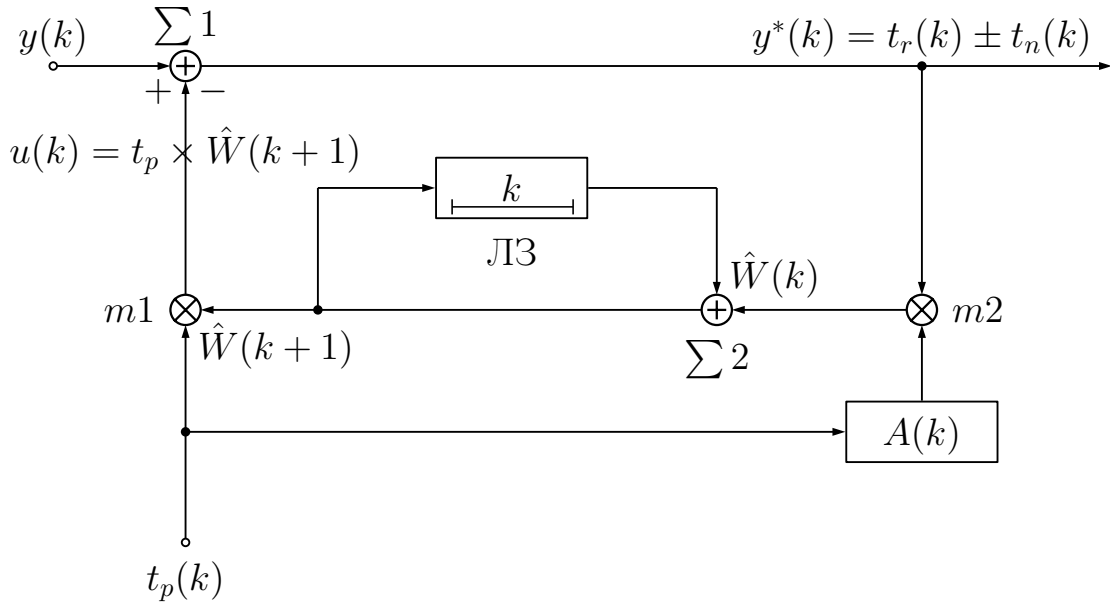 ∑ 1
y(k)
y*(k) = t_r(k) ± t_n(k)
+ −
u(k) = t_p × Ŵ(k + 1)
k
ЛЗ
Ŵ(k)
m1
m2
Ŵ(k + 1)
∑ 2
A(k)
t_p(k)